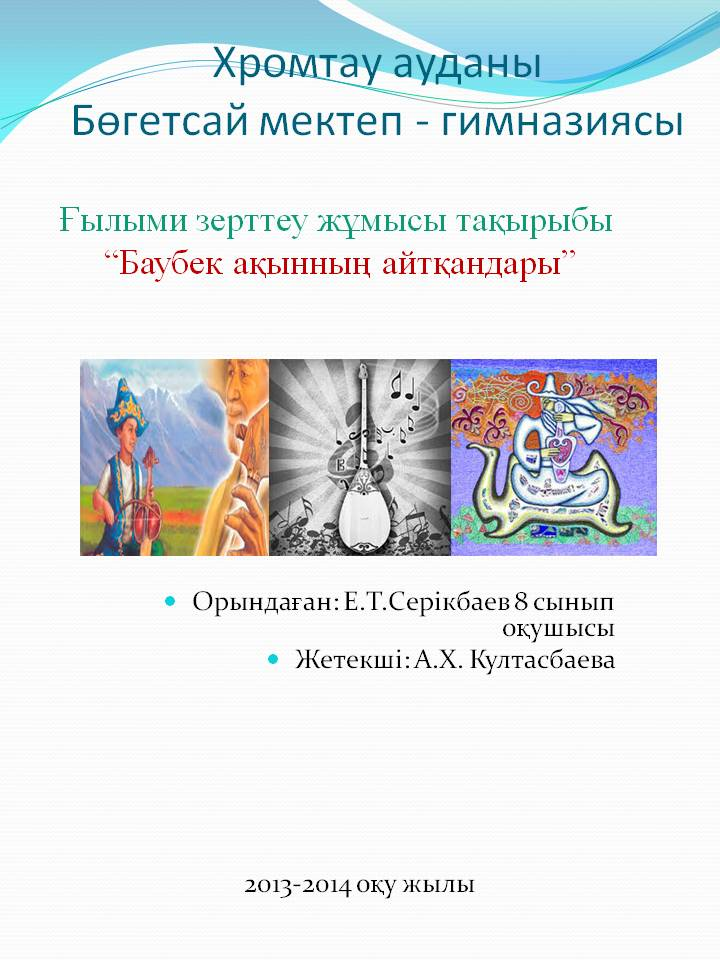 Хромтау ауданы
Бөгетсай мектеп - гимназиясы
Ғылыми зерттеу жұмысы тақырыбы
“Баубек ақынның айтқандары”
• Орындаған: Е.Т.Серікбаев 8 сынып
оқушысы
• Жетекші: А.Х. Култасбаева
2013-2014 оқу жылы